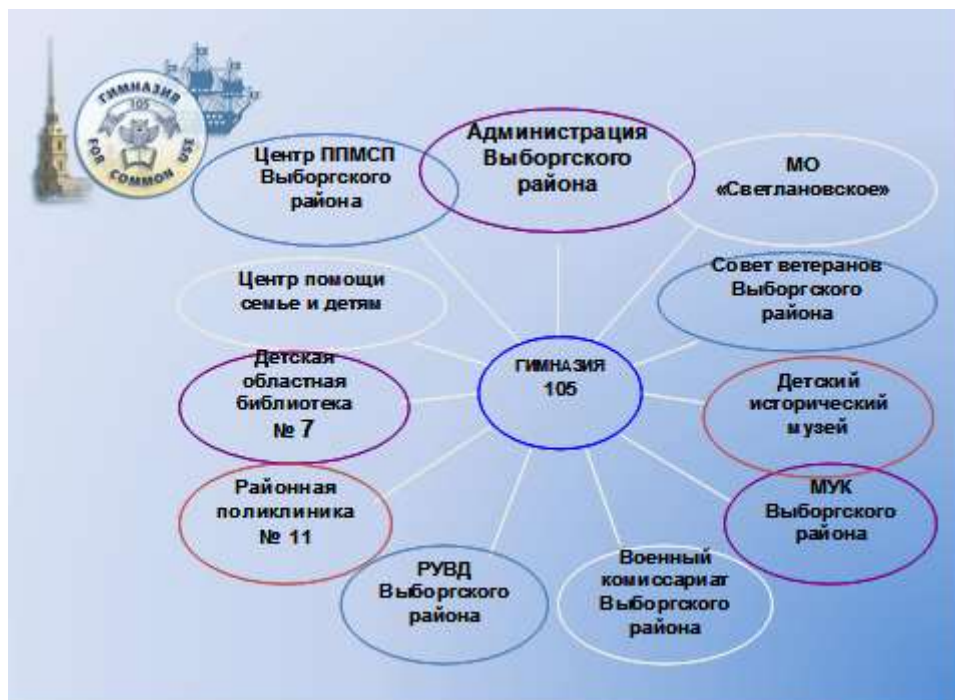 ГИМНАЗИЯ
105
FOR COMMON USE
Центр ППМСП
Выборгского
района
Администрация
Выборгского
района
МО
«Светлановское»
Центр помощи
семье и детям
Совет ветеранов
Выборгского
района
ГИМНАЗИЯ
105
Детская
областная
библиотека
№ 7
Детский
исторический
музей
Районная
поликлиника
№ 11
МУК
Выборгского
района
РУВД
Выборгского
района
Военный
комиссариат
Выборгского
района